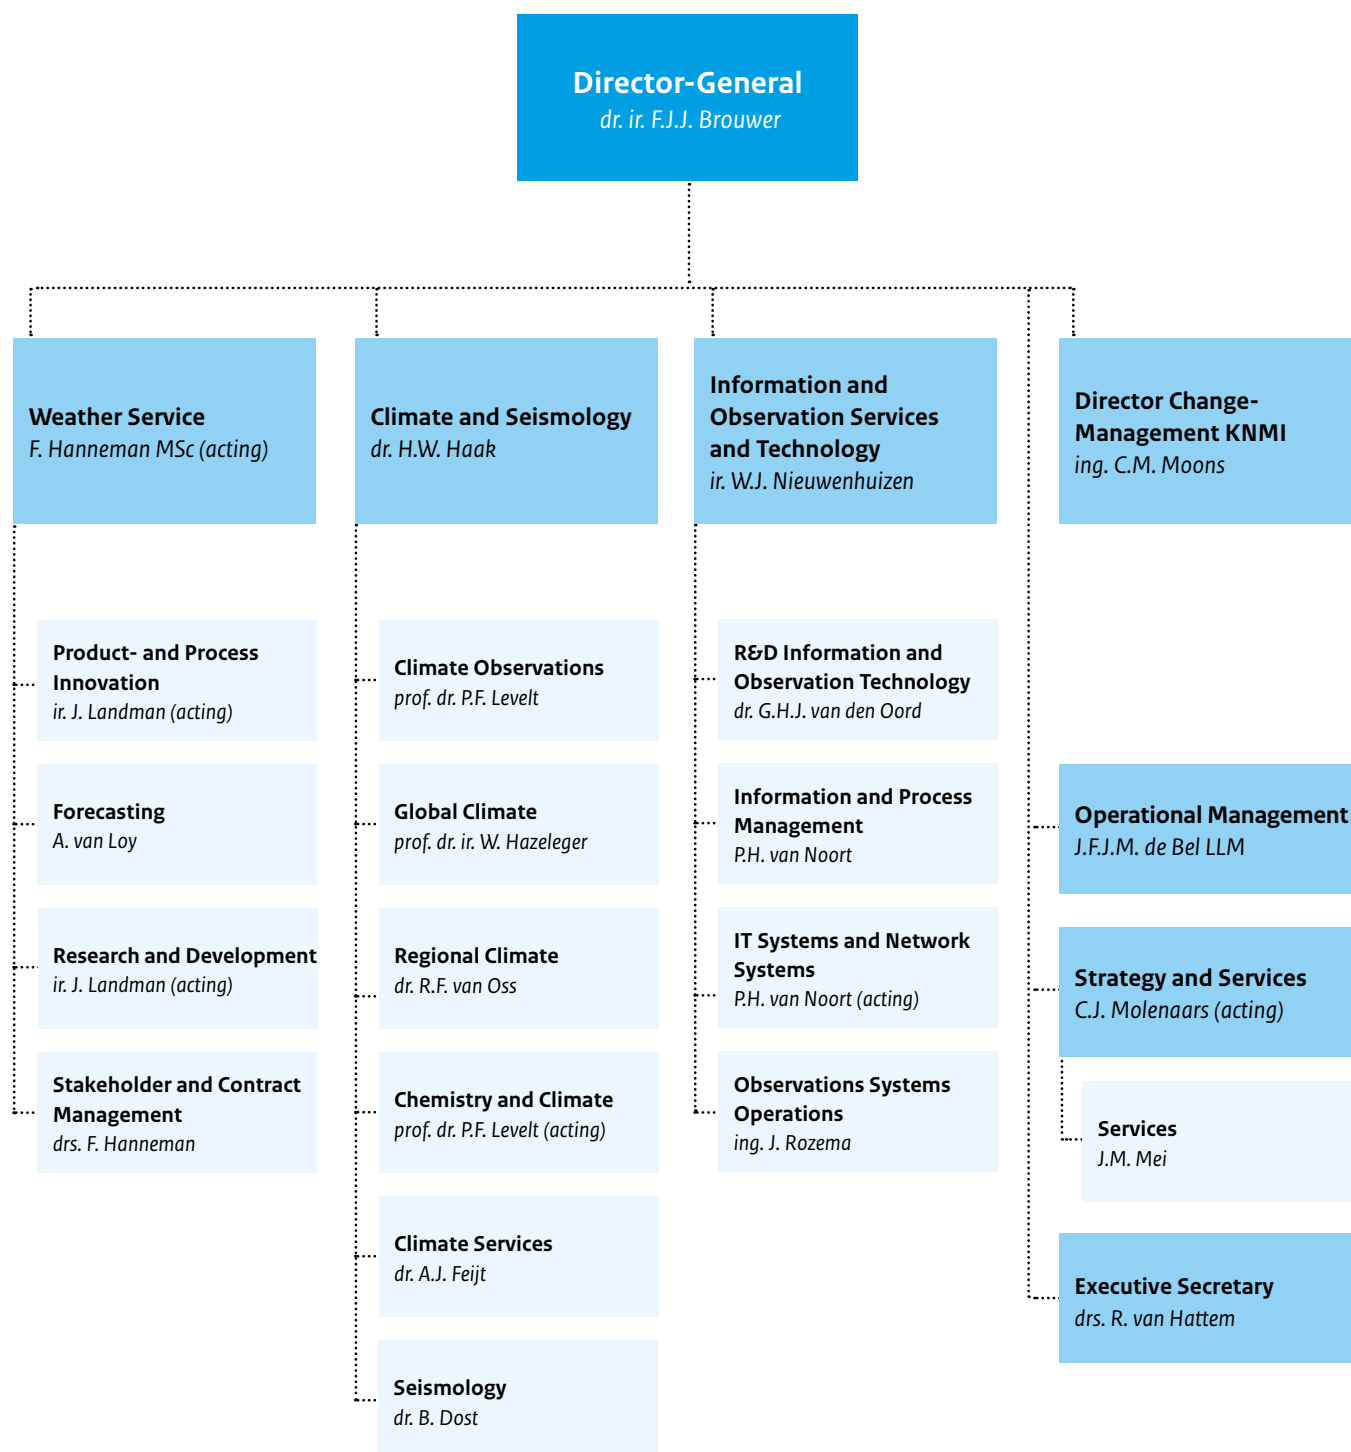 Director-General
dr. ir. F.J.J. Brouwer
Weather Service
F. Hanneman MSc (acting)
Product- and Process
Innovation
ir. J. Landman (acting)
Forecasting
A. van Loy
Research and Development
ir. J. Landman (acting)
Stakeholder and Contract
Management
drs. F. Hanneman
Climate and Seismology
dr. H.W. Haak
Climate Observations
prof. dr. P.F. Levelt
Global Climate
prof. dr. ir. W. Hazeleger
Regional Climate
dr. R.F. van Oss
Chemistry and Climate
prof. dr. P.F. Levelt (acting)
Climate Services
dr. A.J. Feijt
Seismology
dr. B. Dost
Information and
Observation Services
and Technology
ir. W.J. Nieuwenhuizen
R&D Information and
Observation Technology
dr. G.H.J. van den Oord
Information and Process
Management
P.H. van Noort
IT Systems and Network
Systems
P.H. van Noort (acting)
Observations Systems
Operations
ing. J. Rozema
Director Change-
Management KNMI
ing. C.M. Moons
Operational Management
J.F.J.M. de Bel LLM
Strategy and Services
C.J. Molenaars (acting)
Services
J.M. Mei
Executive Secretary
drs. R. van Hattem